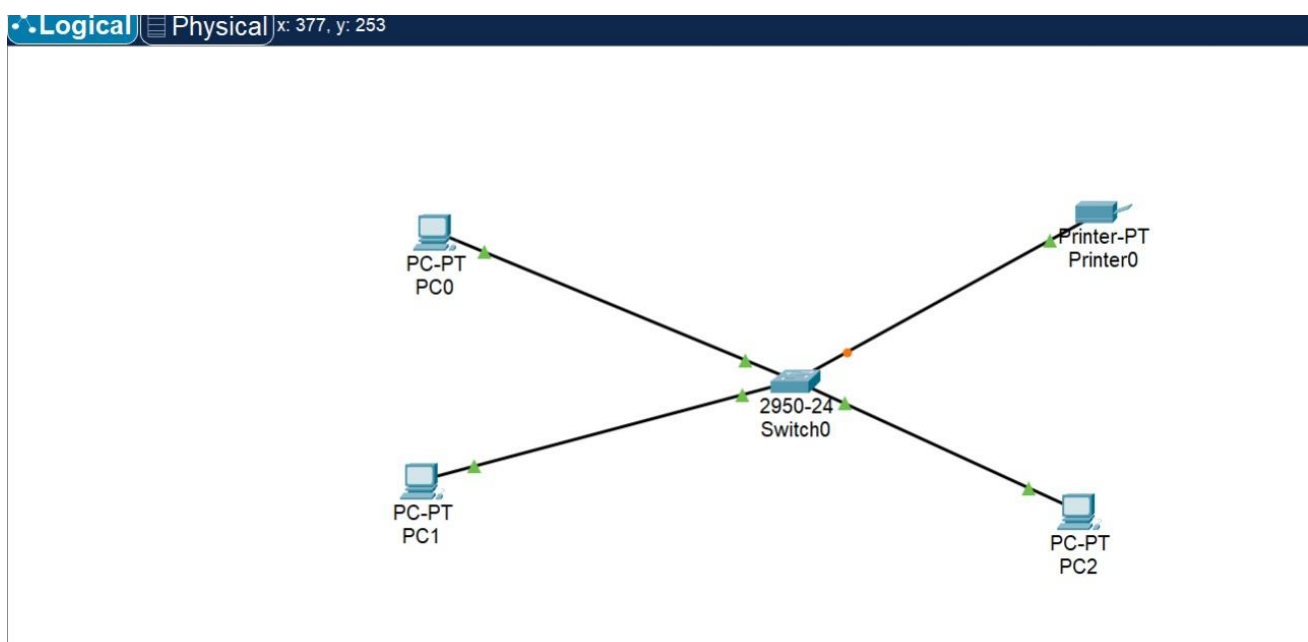 Logical Physical x: 377, y: 253
PC-PT
PC0
Printer-PT
Printer0
2950-24
Switch0
PC-PT
PC1
PC-PT
PC2